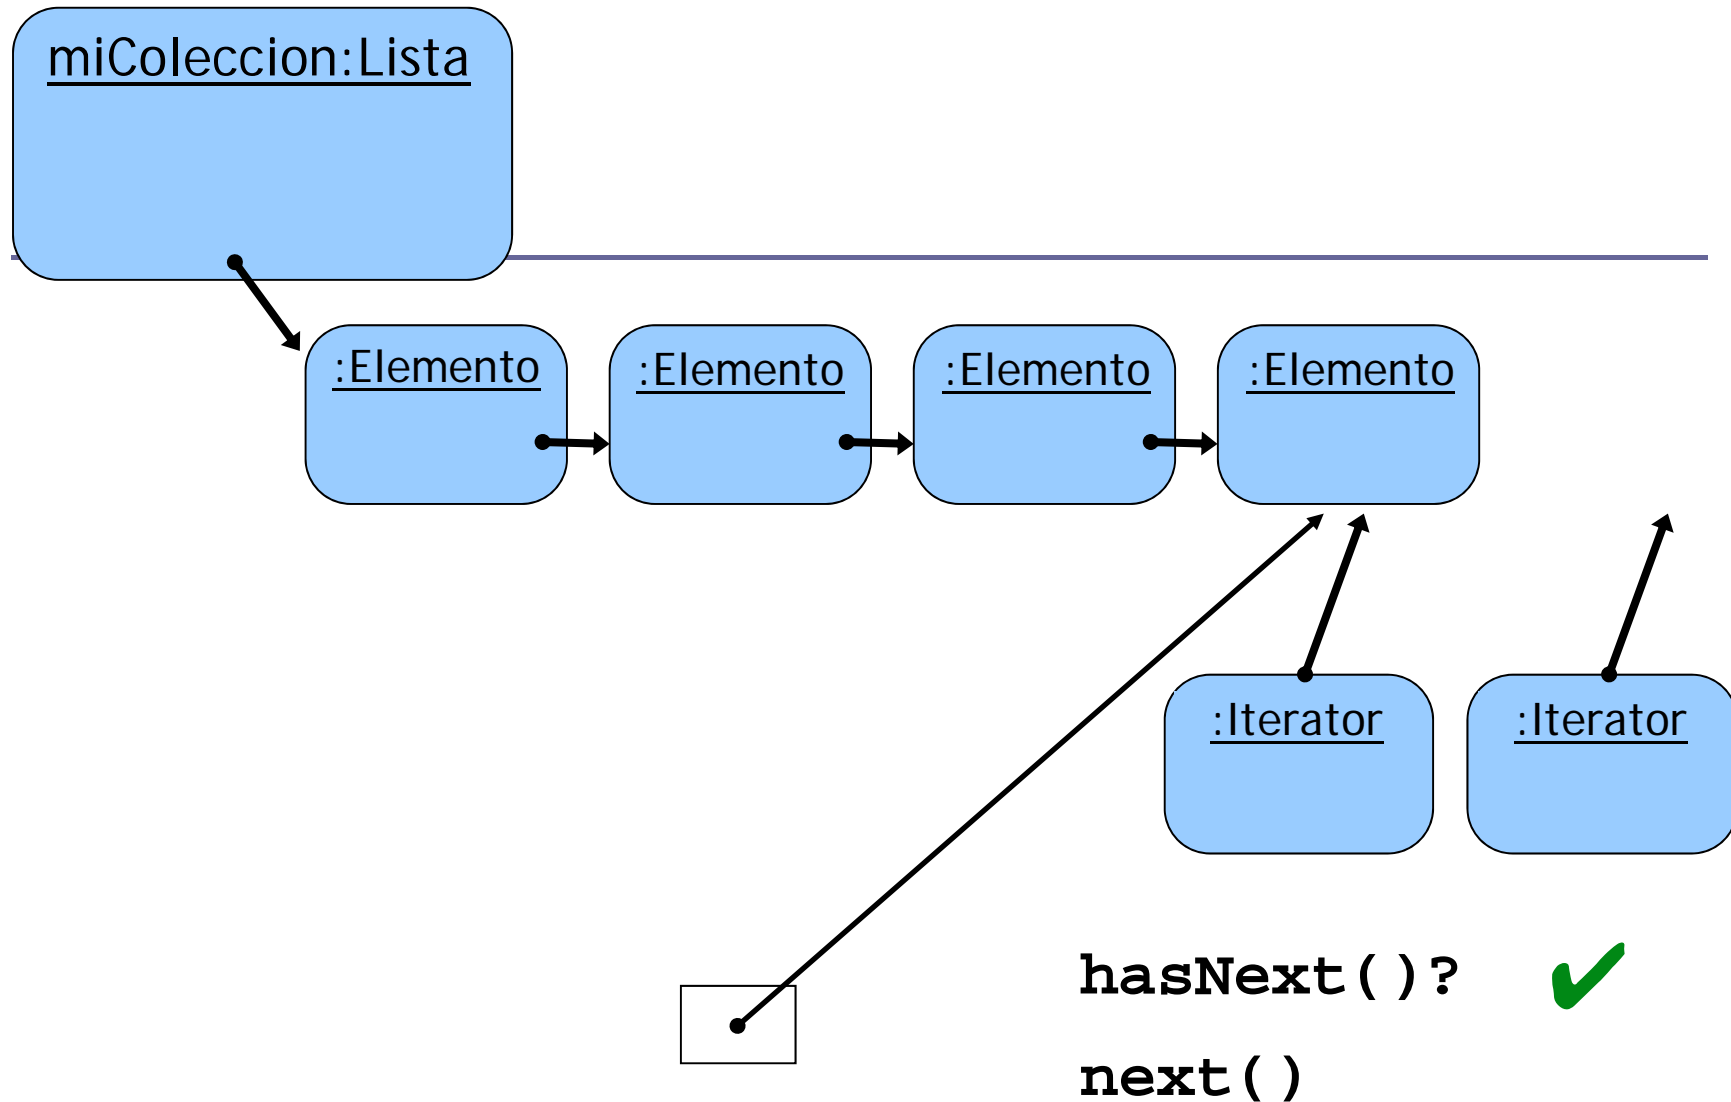 miColeccion:Lista
:Elemento :Elemento :Elemento :Elemento
:Iterator :Iterator
hasNext()?
next()